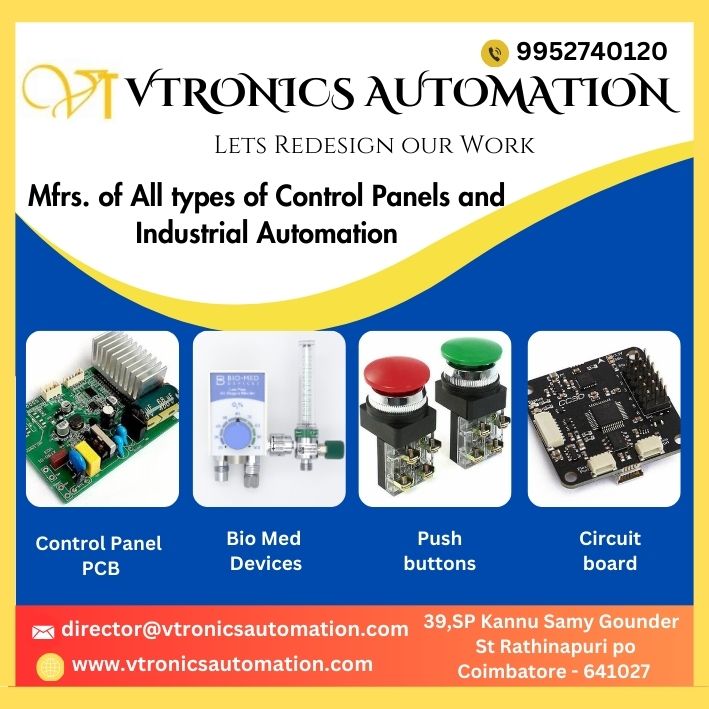 9952740120
VT VTRONICS AUTOMATION
LETS REDESIGN OUR WORK
Mfrs. of All types of Control Panels and
Industrial Automation
BIO-MED
DEVICES
Control Panel
PCB
Bio Med
Devices
Push
buttons
Circuit
board
director@vtronicsautomation.com
www.vtronicsautomation.com
39,SP Kannu Samy Gounder
St Rathinapuri po
Coimbatore - 641027